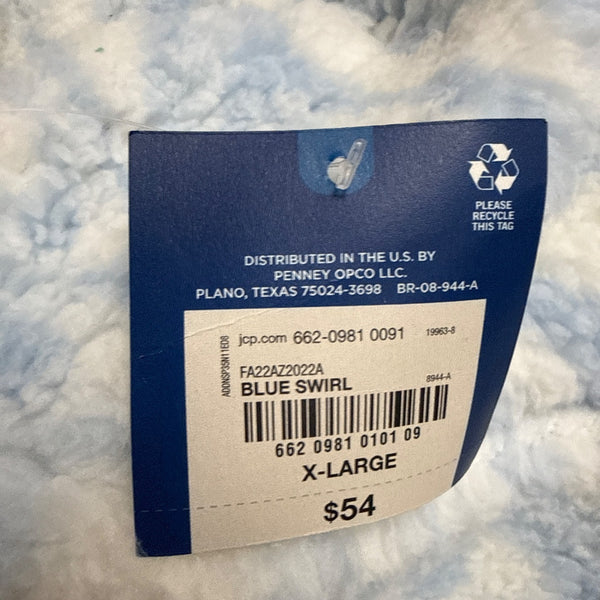 PLEASE
RECYCLE
THIS TAG
DISTRIBUTED IN THE U.S. BY
PENNEY OPCO LLC.
PLANO, TEXAS 75024-3698 BR-08-944-A
jcp.com 662-0981 0091 19963-8
FA22AZ2022A
BLUE SWIRL 8944-A
662 0981 0101 09
X-LARGE
$54